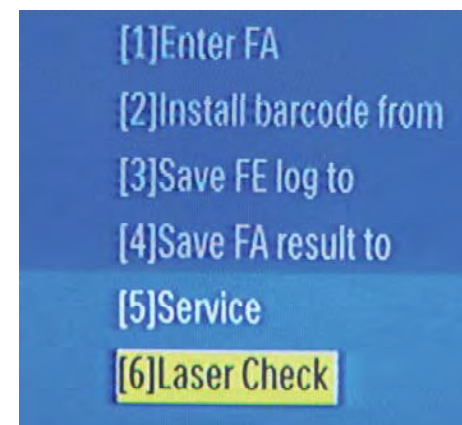 [1]Enter FA
[2]Install barcode from
[3]Save FE log to
[4]Save FA result to
[5]Service
[6]Laser Check